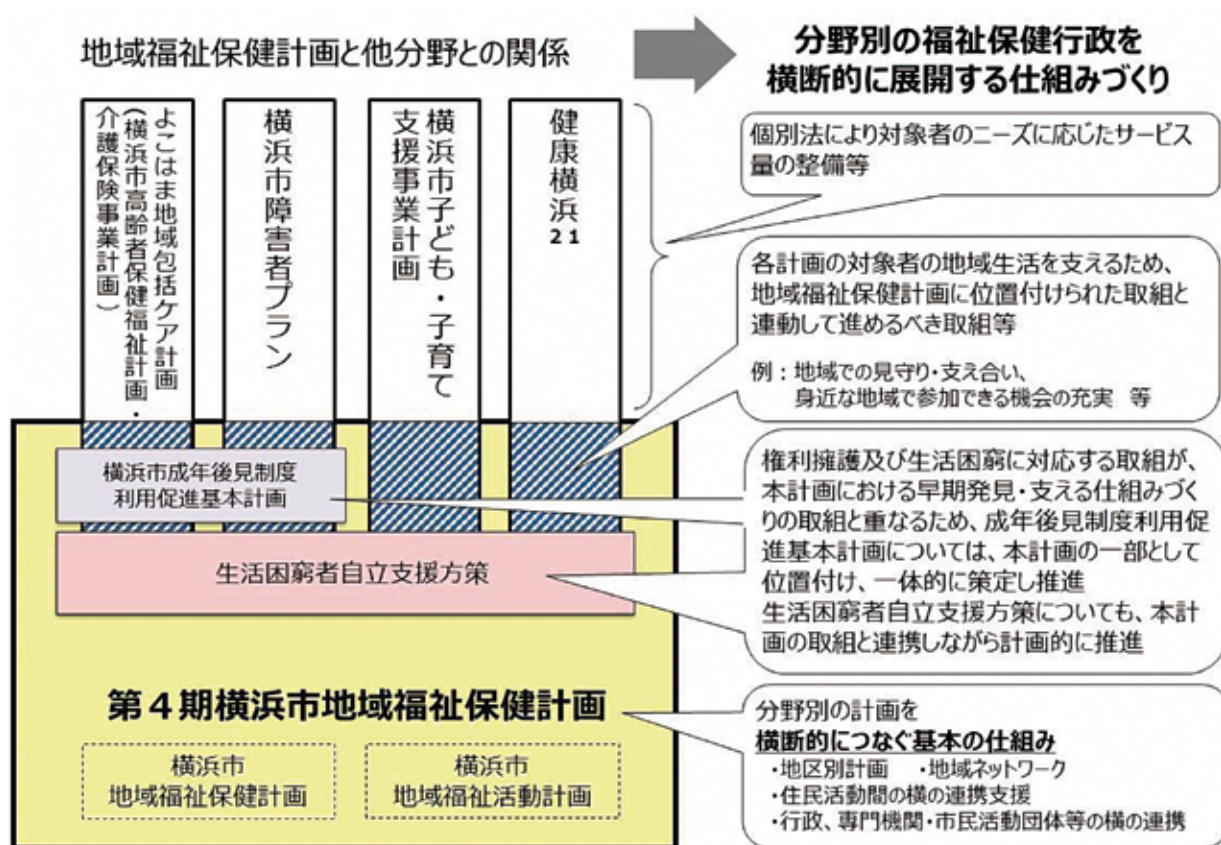 地域福祉保健計画と他分野との関係
分野別の福祉保健行政を
横断的に展開する仕組みづくり
よこはま地域包括ケア計画
(横浜市高齢者保健福祉計画・
介護保険事業計画)
横浜市障害者プラン
横浜市子ども・子育て
支援事業計画
健康横浜21
個別法により対象者のニーズに応じたサービス
量の整備等
各計画の対象者の地域生活を支えるため、
地域福祉保健計画に位置付けられた取組と
連動して進めるべき取組等
例：地域での見守り・支え合い、
身近な地域で参加できる機会の充実 等
横浜市成年後見制度
利用促進基本計画
権利擁護及び生活困窮に対応する取組が、
本計画における早期発見・支える仕組みづく
りの取組と重なるため、成年後見制度利用促
進基本計画については、本計画の一部として
位置付け、一体的に策定し推進
生活困窮者自立支援方策についても、本計
画の取組と連携しながら計画的に推進
生活困窮者自立支援方策
第４期横浜市地域福祉保健計画
横浜市
地域福祉保健計画
横浜市
地域福祉活動計画
分野別の計画を
横断的につなぐ基本の仕組み
・地区別計画 ・地域ネットワーク
・住民活動間の横の連携支援
・行政、専門機関・市民活動団体等の横の連携